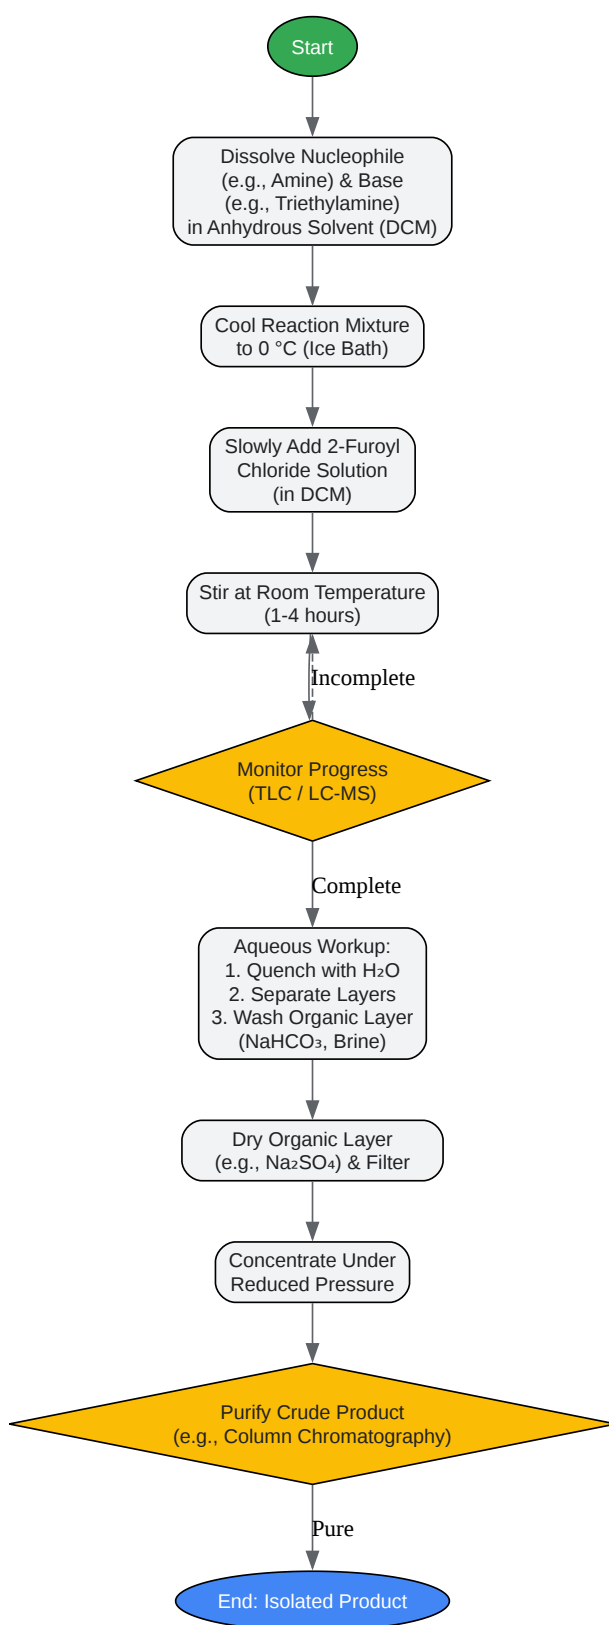 Start
Dissolve Nucleophile
(e.g., Amine) & Base
(e.g., Triethylamine)
in Anhydrous Solvent (DCM)
Cool Reaction Mixture
to 0 °C (Ice Bath)
Slowly Add 2-Furoyl
Chloride Solution
(in DCM)
Stir at Room Temperature
(1-4 hours)
Incomplete
Monitor Progress
(TLC / LC-MS)
Complete
Aqueous Workup:
1. Quench with H₂O
2. Separate Layers
3. Wash Organic Layer
(NaHCO₃, Brine)
Dry Organic Layer
(e.g., Na₂SO₄) & Filter
Concentrate Under
Reduced Pressure
Purify Crude Product
(e.g., Column Chromatography)
Pure
End: Isolated Product